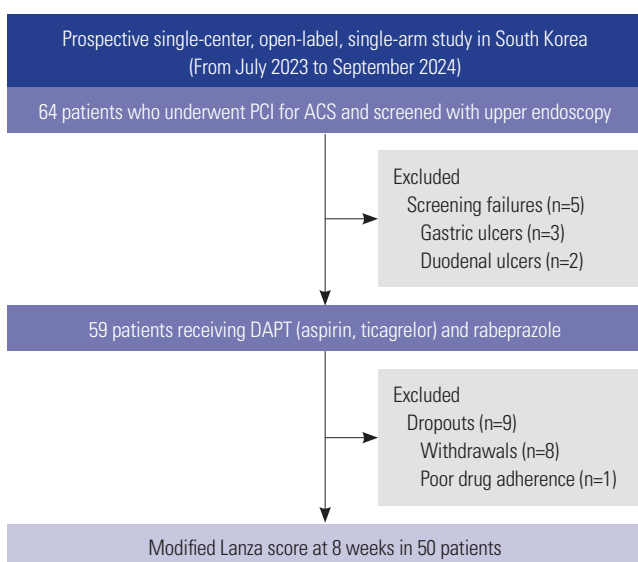 Prospective single-center, open-label, single-arm study in South Korea
(From July 2023 to September 2024)
64 patients who underwent PCI for ACS and screened with upper endoscopy
Excluded
Screening failures (n=5)
Gastric ulcers (n=3)
Duodenal ulcers (n=2)
59 patients receiving DAPT (aspirin, ticagrelor) and rabeprazole
Excluded
Dropouts (n=9)
Withdrawals (n=8)
Poor drug adherence (n=1)
Modified Lanza score at 8 weeks in 50 patients